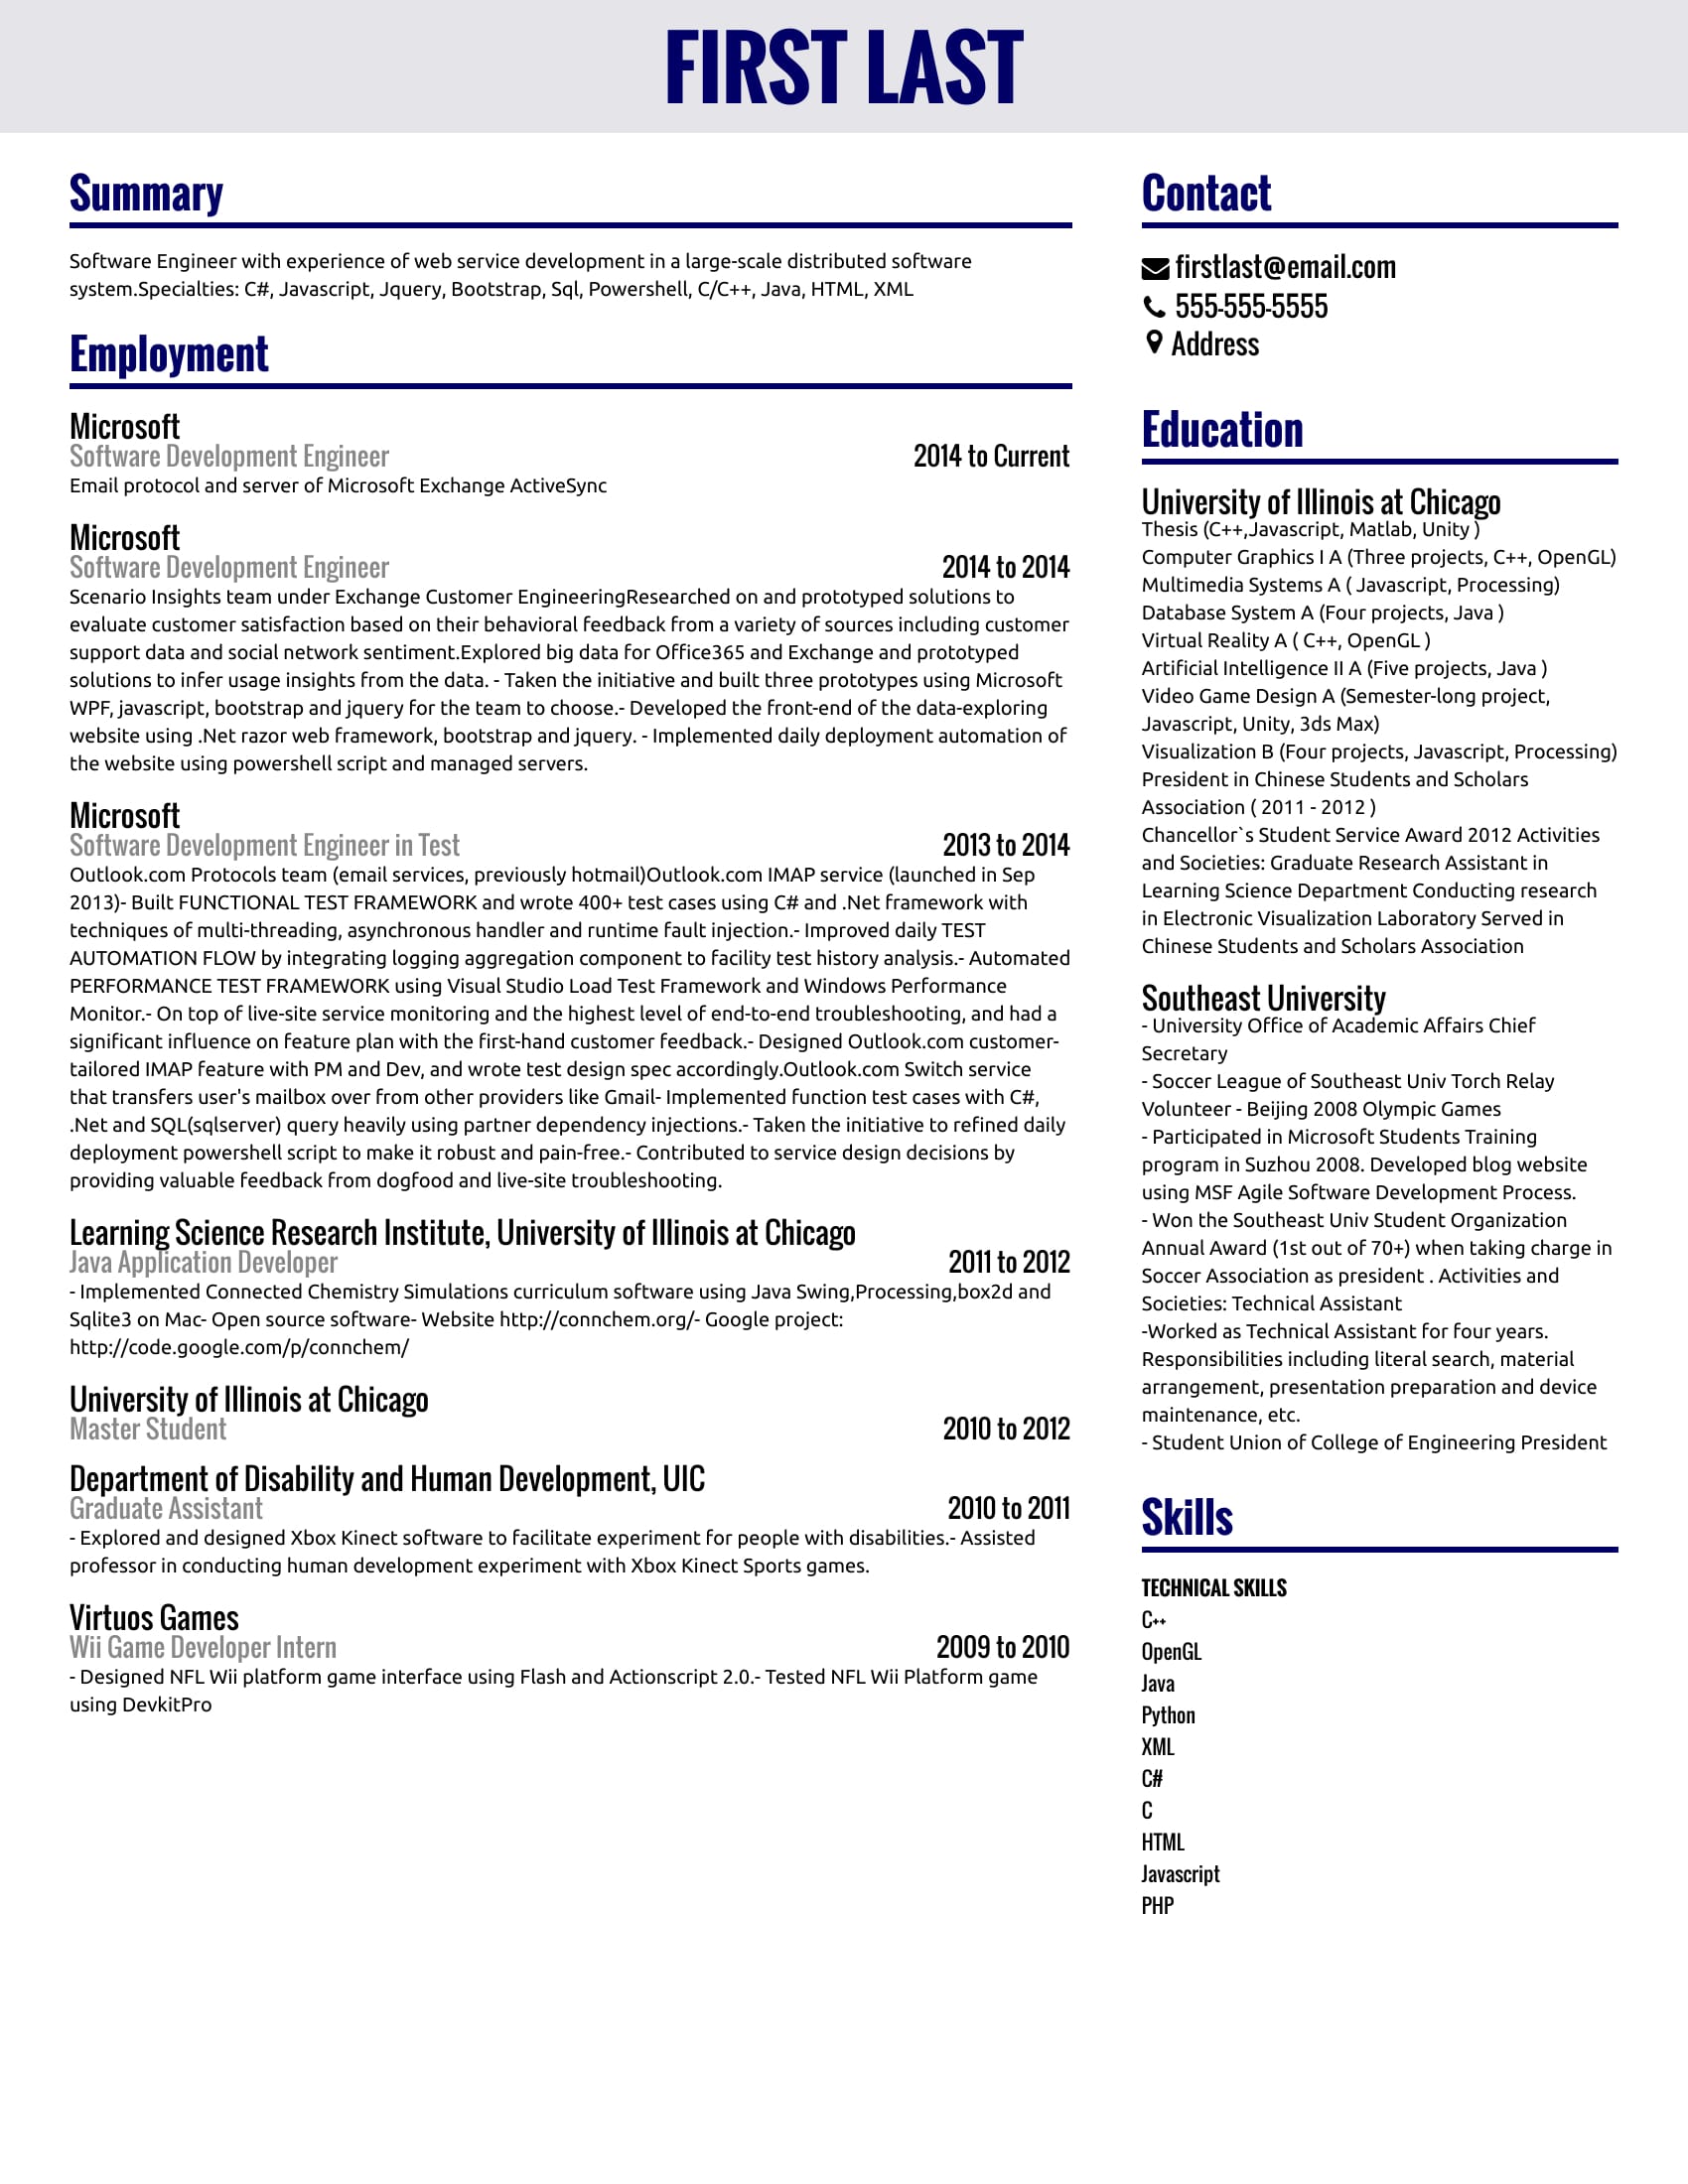 FIRST LAST
Summary
Software Engineer with experience of web service development in a large-scale distributed software
system.Specialties: C#, Javascript, Jquery, Bootstrap, Sql, Powershell, C/C++, Java, HTML, XML
Employment
Microsoft
Software Development Engineer 2014 to Current
Email protocol and server of Microsoft Exchange ActiveSync
Microsoft
Software Development Engineer 2014 to 2014
Scenario Insights team under Exchange Customer EngineeringResearched on and prototyped solutions to
evaluate customer satisfaction based on their behavioral feedback from a variety of sources including customer
support data and social network sentiment.Explored big data for Office365 and Exchange and prototyped
solutions to infer usage insights from the data. - Taken the initiative and built three prototypes using Microsoft
WPF, javascript, bootstrap and jquery for the team to choose.- Developed the front-end of the data-exploring
website using .Net razor web framework, bootstrap and jquery. - Implemented daily deployment automation of
the website using powershell script and managed servers.
Microsoft
Software Development Engineer in Test 2013 to 2014
Outlook.com Protocols team (email services, previously hotmail)Outlook.com IMAP service (launched in Sep
2013)- Built FUNCTIONAL TEST FRAMEWORK and wrote 400+ test cases using C# and .Net framework with
techniques of multi-threading, asynchronous handler and runtime fault injection.- Improved daily TEST
AUTOMATION FLOW by integrating logging aggregation component to facility test history analysis.- Automated
PERFORMANCE TEST FRAMEWORK using Visual Studio Load Test Framework and Windows Performance
Monitor.- On top of live-site service monitoring and the highest level of end-to-end troubleshooting, and had a
significant influence on feature plan with the first-hand customer feedback.- Designed Outlook.com customer-
tailored IMAP feature with PM and Dev, and wrote test design spec accordingly.Outlook.com Switch service
that transfers user's mailbox over from other providers like Gmail- Implemented function test cases with C#,
.Net and SQL(sqlserver) query heavily using partner dependency injections.- Taken the initiative to refined daily
deployment powershell script to make it robust and pain-free.- Contributed to service design decisions by
providing valuable feedback from dogfood and live-site troubleshooting.
Learning Science Research Institute, University of Illinois at Chicago
Java Application Developer 2011 to 2012
- Implemented Connected Chemistry Simulations curriculum software using Java Swing,Processing,box2d and
Sqlite3 on Mac- Open source software- Website http://connchem.org/- Google project:
http://code.google.com/p/connchem/
University of Illinois at Chicago
Master Student 2010 to 2012
Department of Disability and Human Development, UIC
Graduate Assistant 2010 to 2011
- Explored and designed Xbox Kinect software to facilitate experiment for people with disabilities.- Assisted
professor in conducting human development experiment with Xbox Kinect Sports games.
Virtuos Games
Wii Game Developer Intern 2009 to 2010
- Designed NFL Wii platform game interface using Flash and Actionscript 2.0.- Tested NFL Wii Platform game
using DevkitPro
Contact
firstlast@email.com
555-555-5555
Address
Education
University of Illinois at Chicago
Thesis (C++,Javascript, Matlab, Unity )
Computer Graphics I A (Three projects, C++, OpenGL)
Multimedia Systems A ( Javascript, Processing)
Database System A (Four projects, Java )
Virtual Reality A ( C++, OpenGL )
Artificial Intelligence II A (Five projects, Java )
Video Game Design A (Semester-long project,
Javascript, Unity, 3ds Max)
Visualization B (Four projects, Javascript, Processing)
President in Chinese Students and Scholars
Association ( 2011 - 2012 )
Chancellor`s Student Service Award 2012 Activities
and Societies: Graduate Research Assistant in
Learning Science Department Conducting research
in Electronic Visualization Laboratory Served in
Chinese Students and Scholars Association
Southeast University
- University Office of Academic Affairs Chief
Secretary
- Soccer League of Southeast Univ Torch Relay
Volunteer - Beijing 2008 Olympic Games
- Participated in Microsoft Students Training
program in Suzhou 2008. Developed blog website
using MSF Agile Software Development Process.
- Won the Southeast Univ Student Organization
Annual Award (1st out of 70+) when taking charge in
Soccer Association as president . Activities and
Societies: Technical Assistant
-Worked as Technical Assistant for four years.
Responsibilities including literal search, material
arrangement, presentation preparation and device
maintenance, etc.
- Student Union of College of Engineering President
Skills
TECHNICAL SKILLS
C++
OpenGL
Java
Python
XML
C#
C
HTML
Javascript
PHP